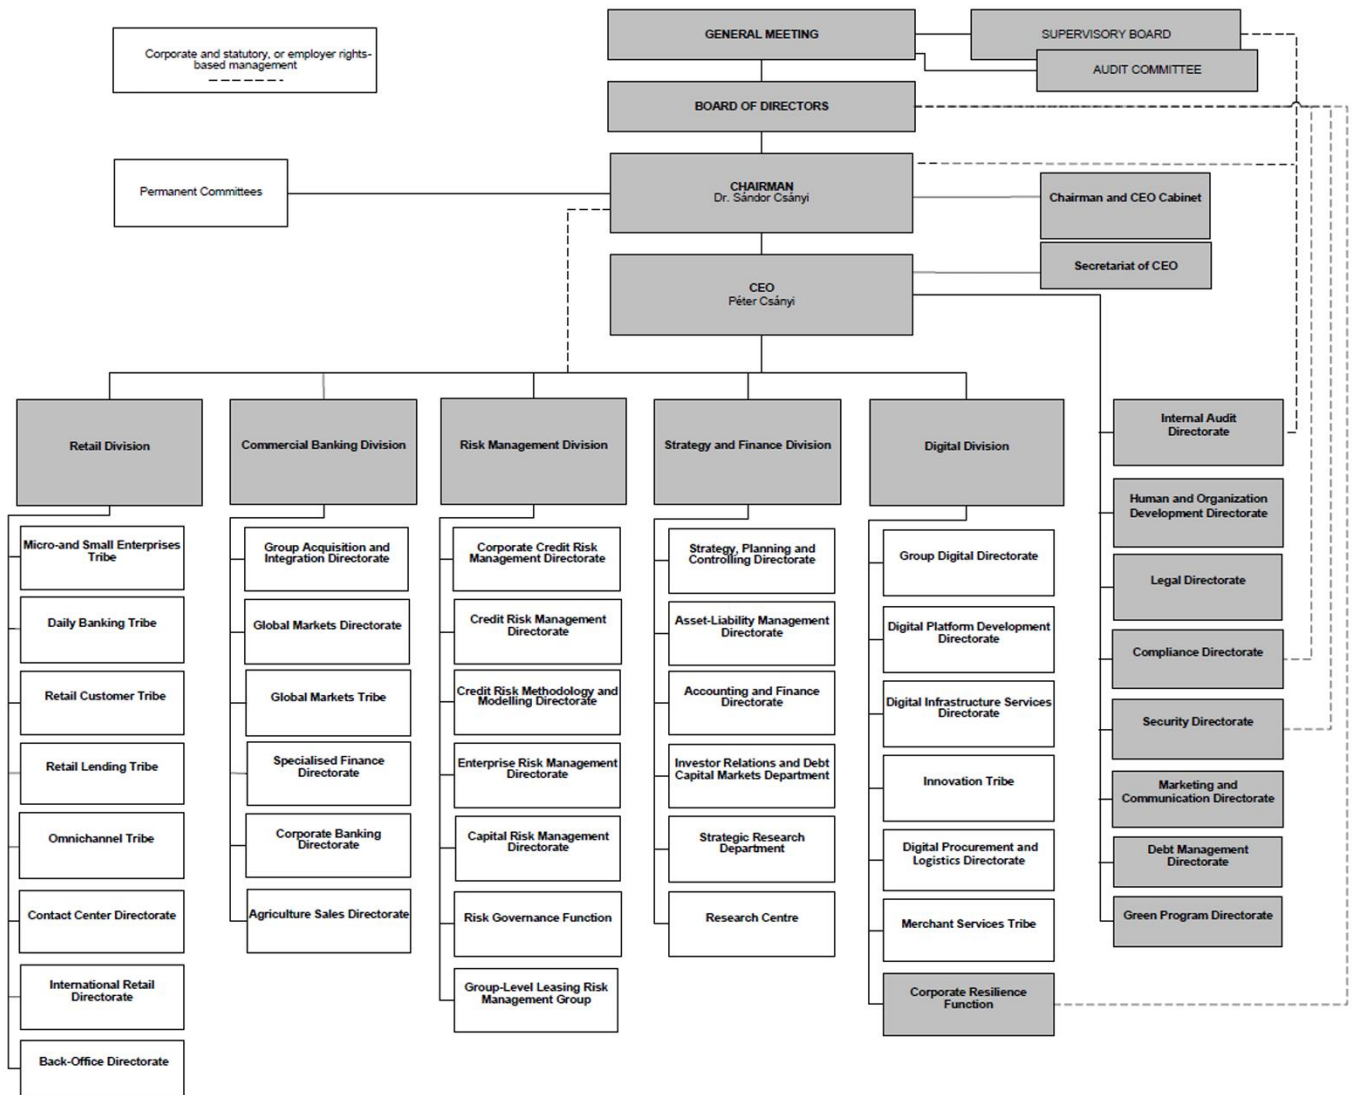 Corporate and statutory, or employer rights-
based management
GENERAL MEETING
SUPERVISORY BOARD
AUDIT COMMITTEE
BOARD OF DIRECTORS
Permanent Committees
CHAIRMAN
Dr. Sándor Csányi
Chairman and CEO Cabinet
Secretariat of CEO
CEO
Péter Csányi
Retail Division
Commercial Banking Division
Risk Management Division
Strategy and Finance Division
Digital Division
Micro-and Small Enterprises
Tribe
Daily Banking Tribe
Retail Customer Tribe
Retail Lending Tribe
Omnichannel Tribe
Contact Center Directorate
International Retail
Directorate
Back-Office Directorate
Group Acquisition and
Integration Directorate
Global Markets Directorate
Global Markets Tribe
Specialised Finance
Directorate
Corporate Banking
Directorate
Agriculture Sales Directorate
Corporate Credit Risk
Management Directorate
Credit Risk Management
Directorate
Credit Risk Methodology and
Modelling Directorate
Enterprise Risk Management
Directorate
Capital Risk Management
Directorate
Risk Governance Function
Group-Level Leasing Risk
Management Group
Strategy, Planning and
Controlling Directorate
Asset-Liability Management
Directorate
Accounting and Finance
Directorate
Investor Relations and Debt
Capital Markets Department
Strategic Research
Department
Research Centre
Group Digital Directorate
Digital Platform Development
Directorate
Digital Infrastructure Services
Directorate
Innovation Tribe
Digital Procurement and
Logistics Directorate
Merchant Services Tribe
Corporate Resilience
Function
Internal Audit
Directorate
Human and Organization
Development Directorate
Legal Directorate
Compliance Directorate
Security Directorate
Marketing and
Communication Directorate
Debt Management
Directorate
Green Program Directorate